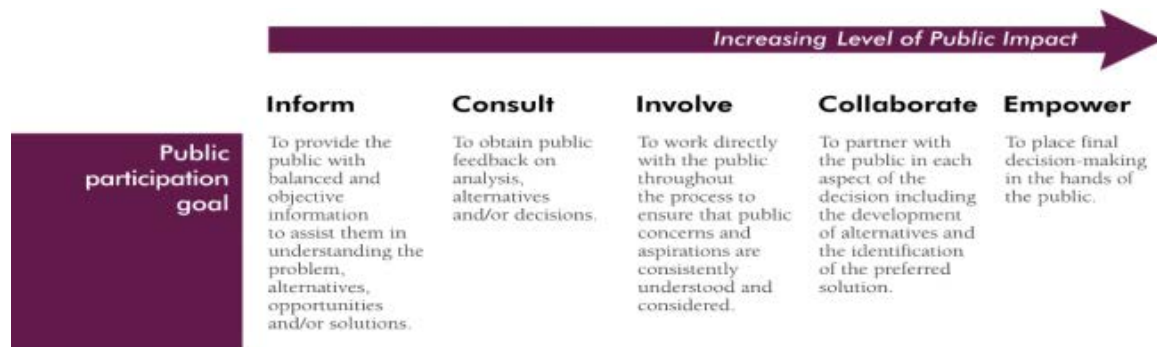 Increasing Level of Public Impact
Public
participation
goal
Inform
To provide the
public with
balanced and
objective
information
to assist them in
understanding the
problem,
alternatives,
opportunities
and/or solutions.
Consult
To obtain public
feedback on
analysis,
alternatives
and/or decisions.
Involve
To work directly
with the public
throughout
the process to
ensure that public
concerns and
aspirations are
consistently
understood and
considered.
Collaborate
To partner with
the public in each
aspect of the
decision including
the development
of alternatives and
the identification
of the preferred
solution.
Empower
To place final
decision-making
in the hands of
the public.